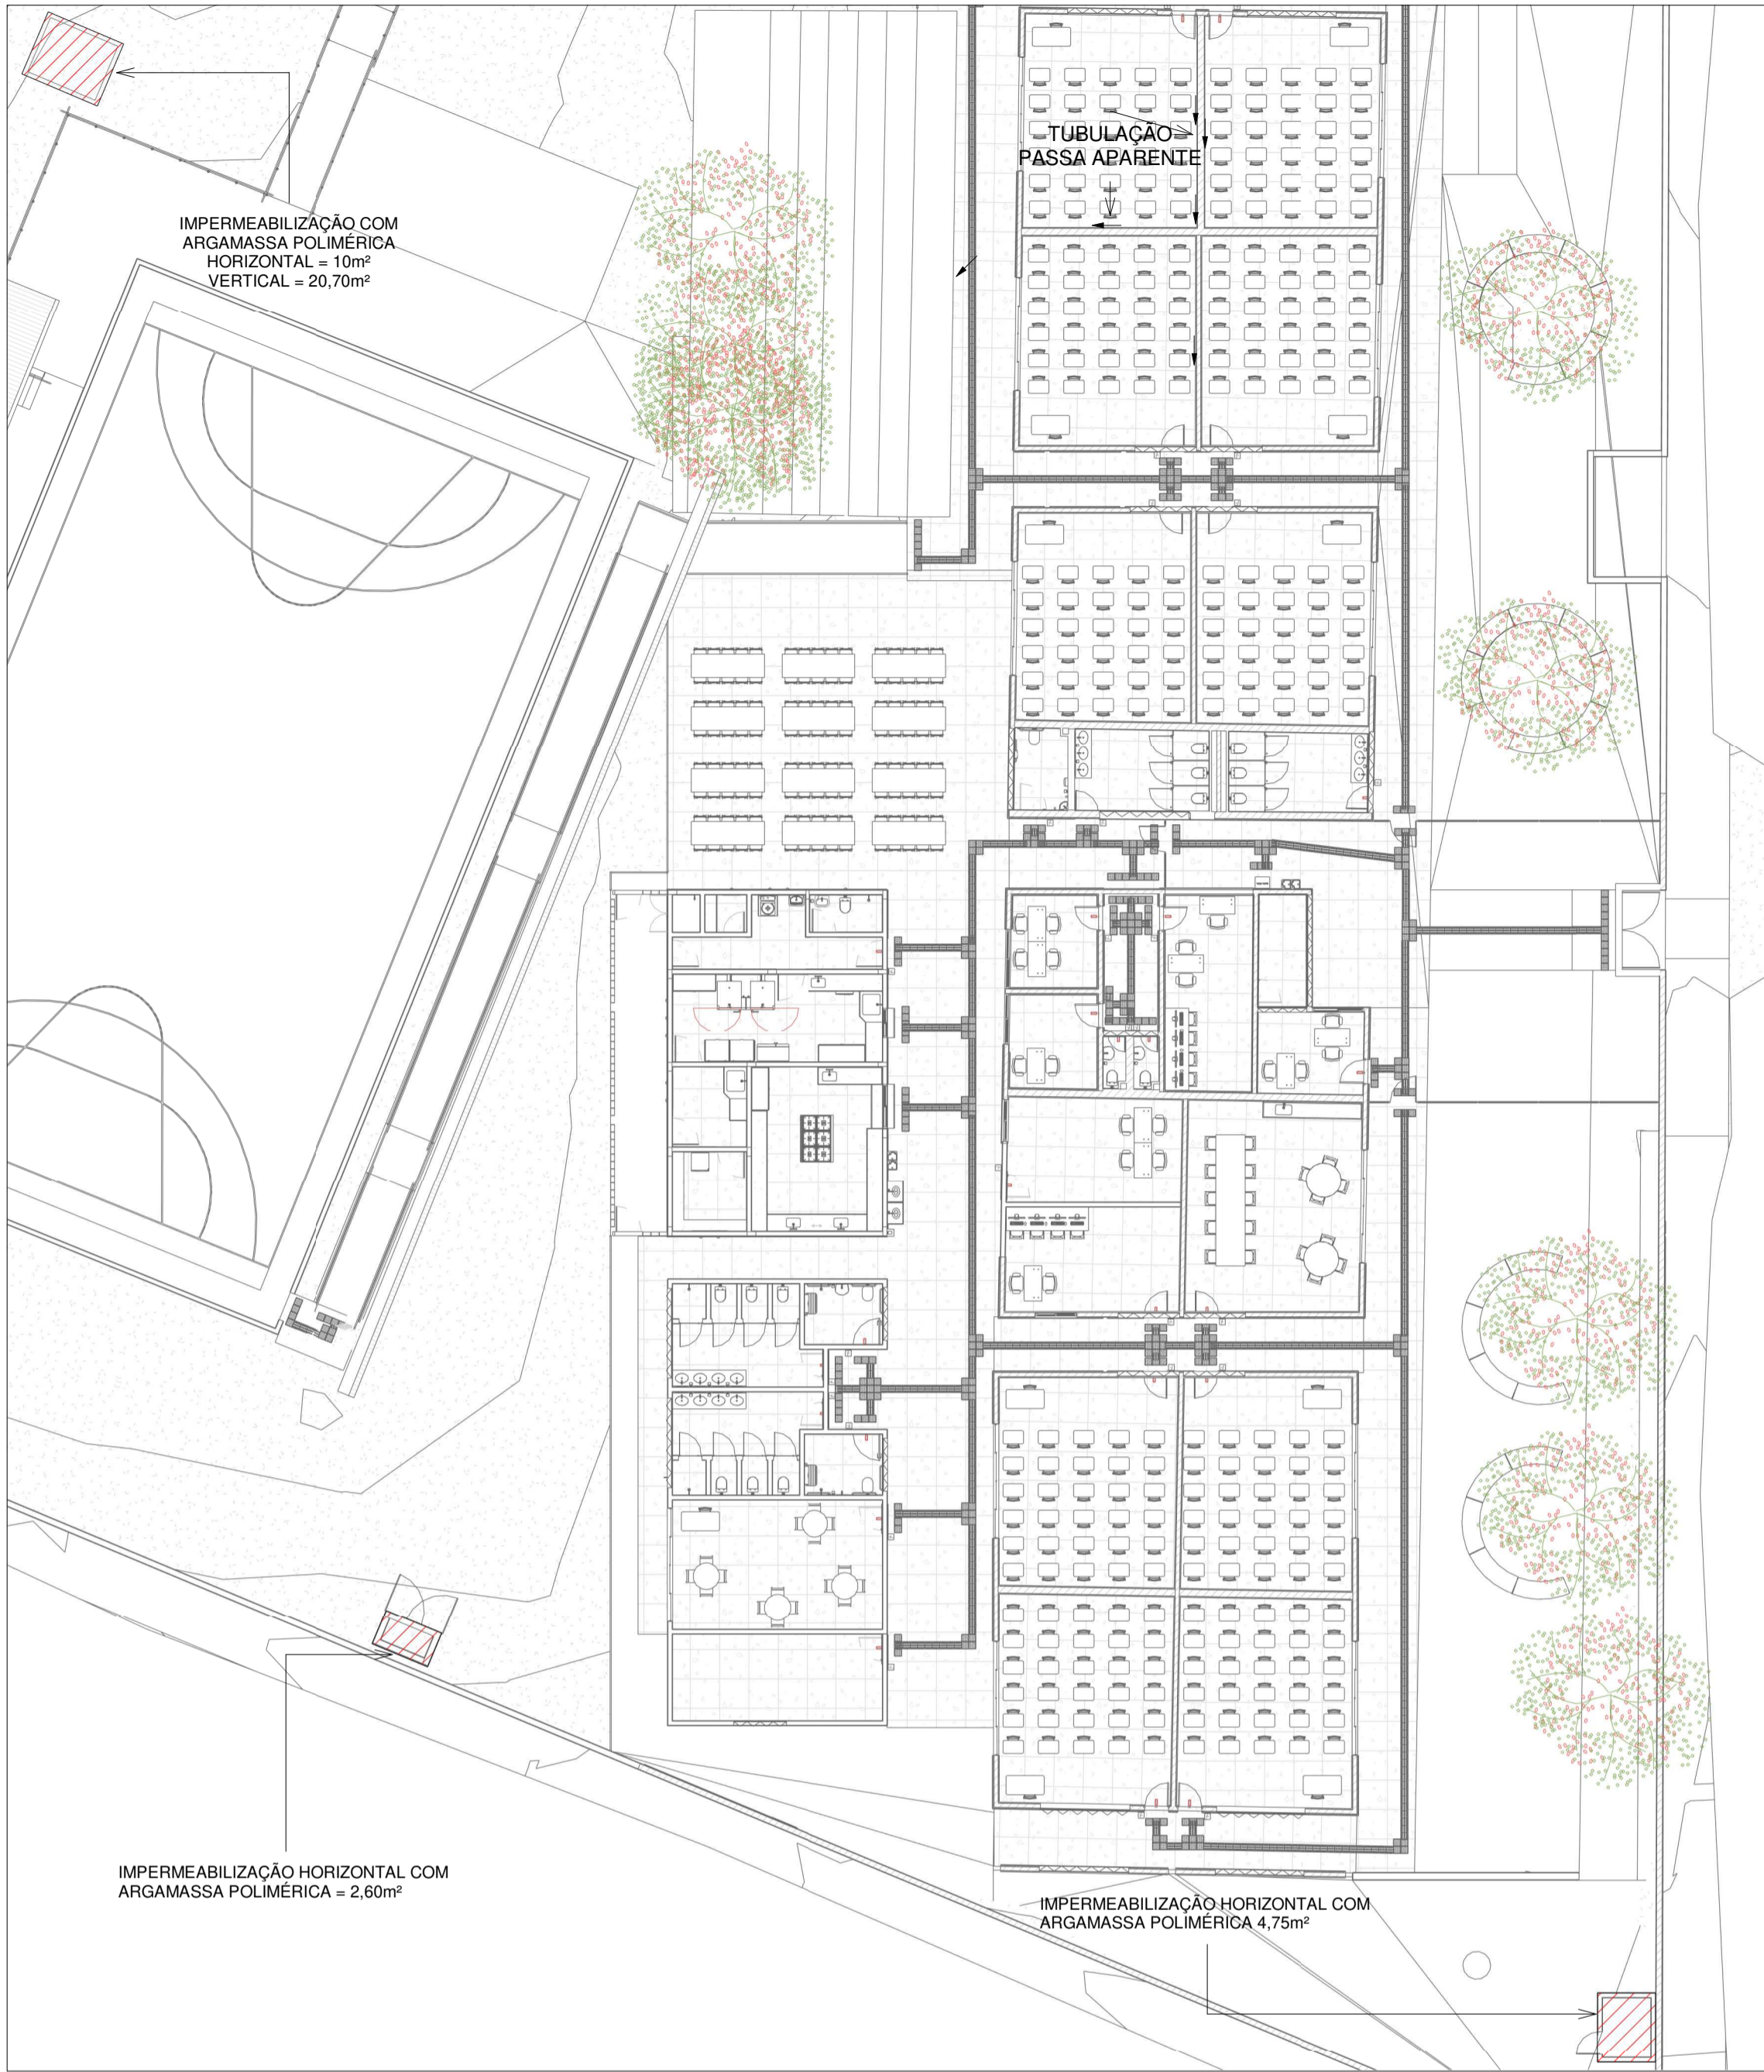 TUBULAÇÃO
PASSA APARENTE
IMPERMEABILIZAÇÃO COM
ARGAMASSA POLIMÉRICA
HORIZONTAL = 10m²
VERTICAL = 20,70m²
IMPERMEABILIZAÇÃO HORIZONTAL COM
ARGAMASSA POLIMÉRICA = 2,60m²
IMPERMEABILIZAÇÃO HORIZONTAL COM
ARGAMASSA POLIMÉRICA 4,75m²